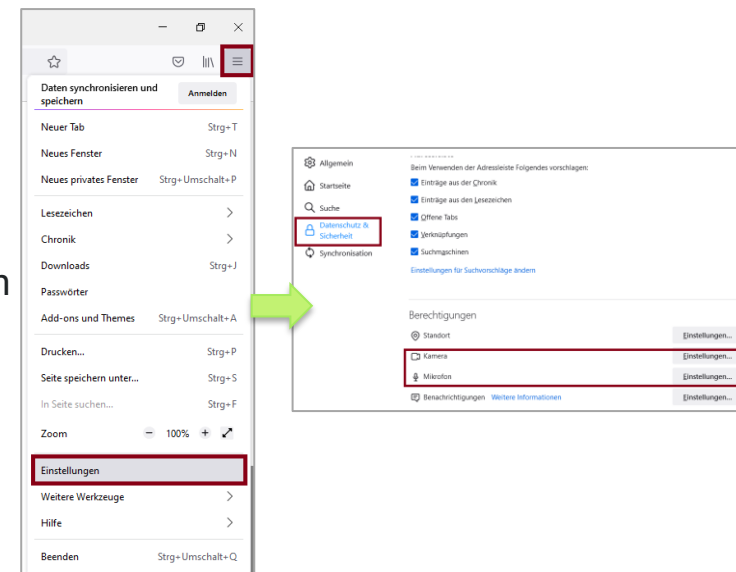 Daten synchronisieren und
speichern
Anmelden
Neuer Tab Strg+T
Neues Fenster Strg+N
Neues privates Fenster Strg+Umschalt+P
Lesezeichen
Chronik
Downloads Strg+J
Passwörter
Add-ons und Themes Strg+Umschalt+A
Drucken... Strg+P
Seite speichern unter... Strg+S
In Seite suchen... Strg+F
Zoom − 100% +
Einstellungen
Weitere Werkzeuge
Hilfe
Beenden Strg+Umschalt+Q
n
Allgemein
Startseite
Suche
Datenschutz &
Sicherheit
Synchronisation
Beim Verwenden der Adressleiste Folgendes vorschlagen:
Einträge aus der Chronik
Einträge aus den Lesezeichen
Offene Tabs
Verknüpfungen
Suchmaschinen
Einstellungen für Suchvorschläge ändern
Berechtigungen
Standort Einstellungen...
Kamera Einstellungen...
Mikrofon Einstellungen...
Benachrichtigungen Weitere Informationen Einstellungen...